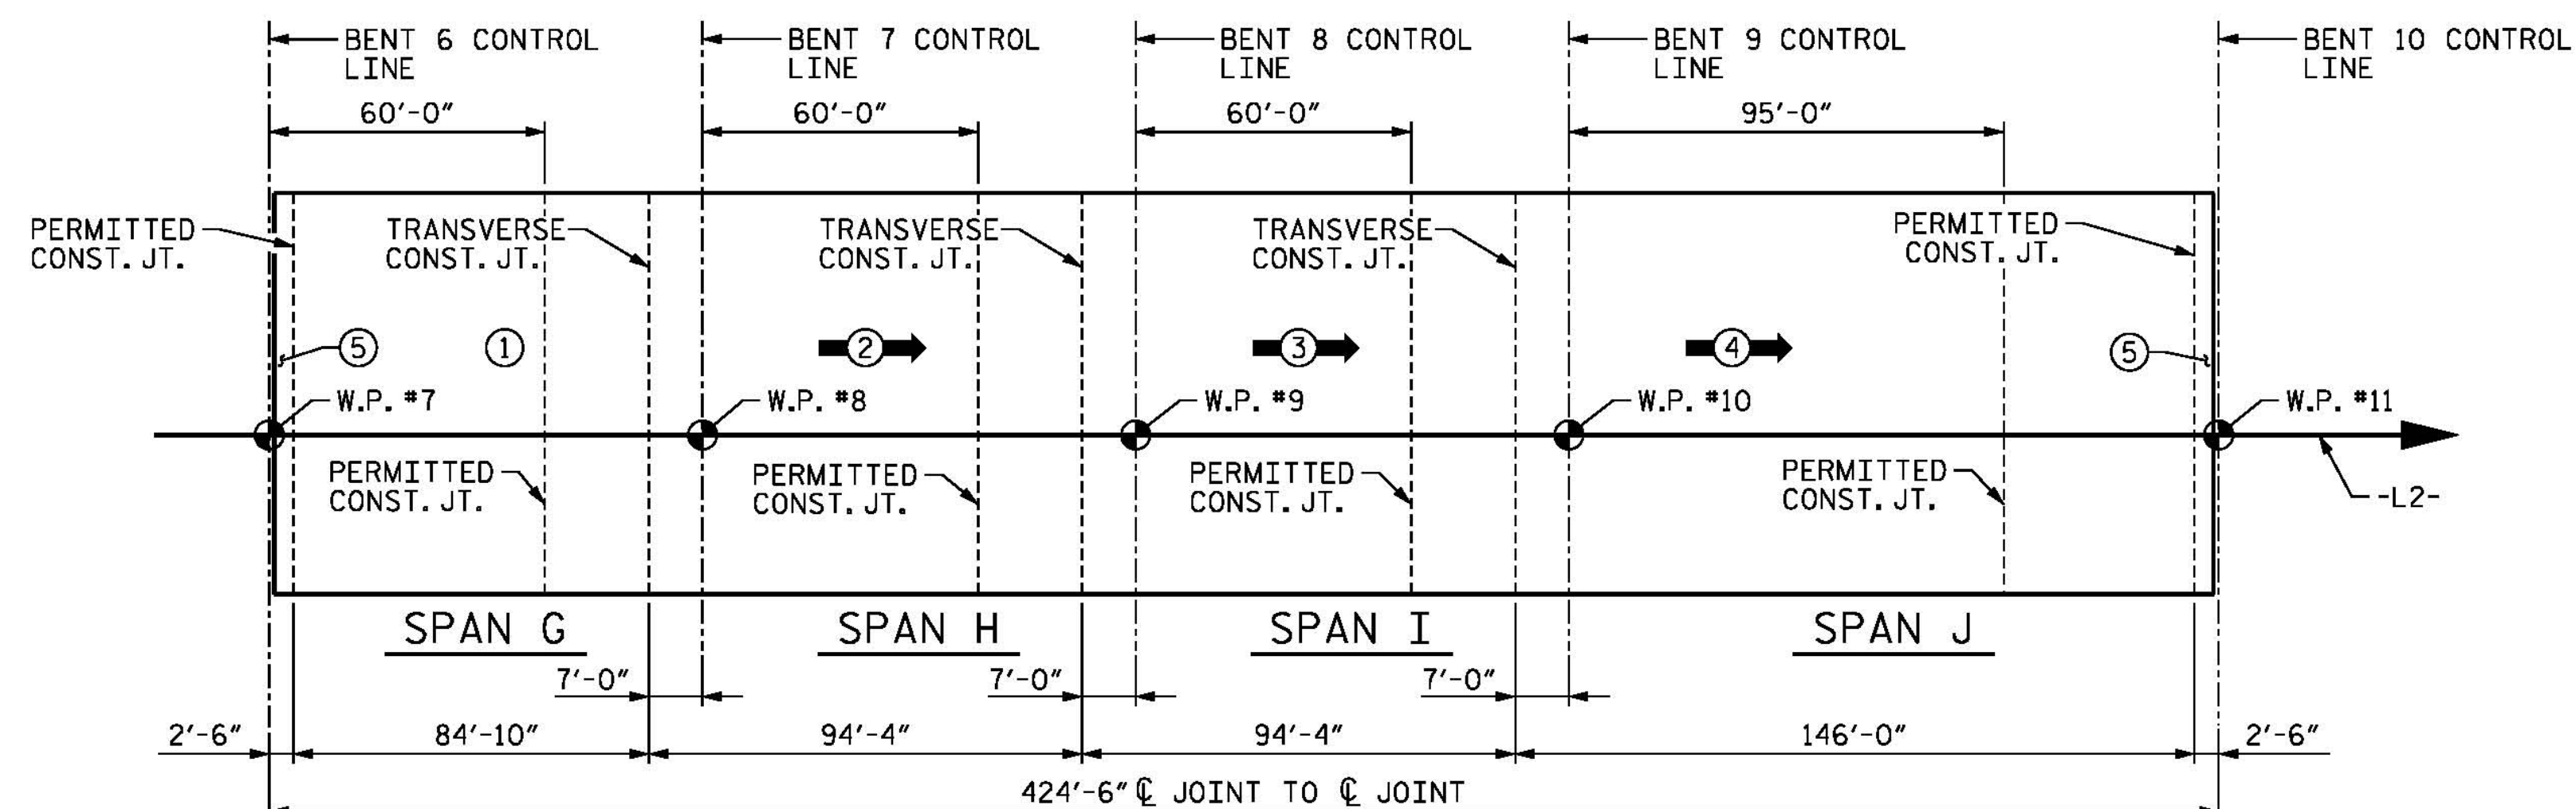 BENT 6 CONTROL
LINE
BENT 7 CONTROL
LINE
BENT 8 CONTROL
LINE
BENT 9 CONTROL
LINE
BENT 10 CONTROL
LINE
60'-0"
60'-0"
60'-0"
95'-0"
PERMITTED
CONST. JT.
TRANSVERSE
CONST. JT.
TRANSVERSE
CONST. JT.
TRANSVERSE
CONST. JT.
PERMITTED
CONST. JT.
5
1
2
3
4
5
W.P. #7
W.P. #8
W.P. #9
W.P. #10
W.P. #11
PERMITTED
CONST. JT.
PERMITTED
CONST. JT.
PERMITTED
CONST. JT.
PERMITTED
CONST. JT.
-L2-
SPAN G
SPAN H
SPAN I
SPAN J
7'-0"
7'-0"
7'-0"
2'-6"
84'-10"
94'-4"
94'-4"
146'-0"
2'-6"
424'-6" ℄ JOINT TO ℄ JOINT